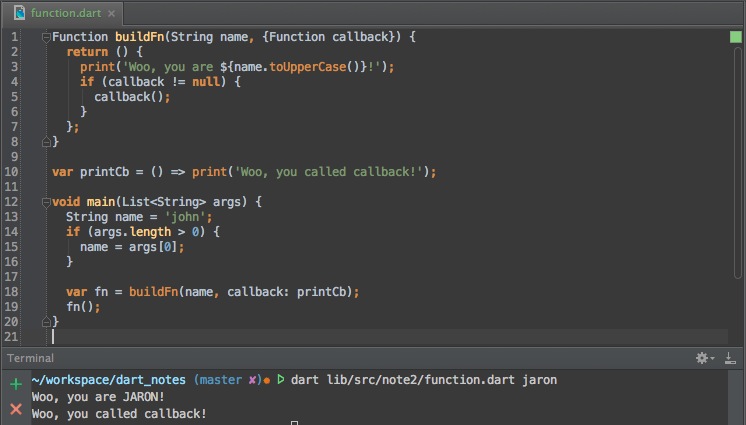 function.dart ×
1 Function buildFn(String name, {Function callback}) {
2   return () {
3     print('Woo, you are ${name.toUpperCase()}!');
4     if (callback != null) {
5       callback();
6     }
7   };
8 }
9
10 var printCb = () => print('Woo, you called callback!');
11
12 void main(List<String> args) {
13   String name = 'john';
14   if (args.length > 0) {
15     name = args[0];
16   }
17
18   var fn = buildFn(name, callback: printCb);
19   fn();
20 }
21
Terminal
~/workspace/dart_notes (master ✘)● ᐅ dart lib/src/note2/function.dart jaron
Woo, you are JARON!
Woo, you called callback!